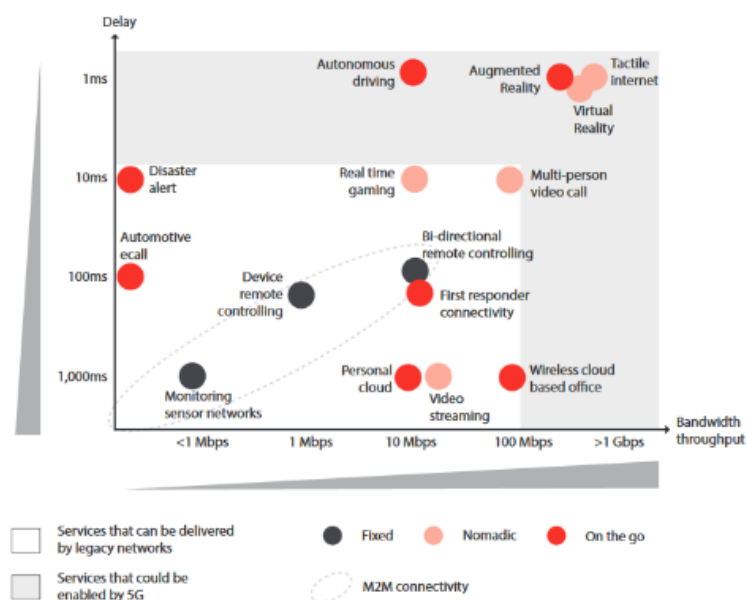 Delay
1ms
Autonomous
driving
Augmented
Reality
Tactile
internet
Virtual
Reality
10ms
Disaster
alert
Real time
gaming
Multi-person
video call
Automotive
ecall
100ms
Device
remote
controlling
Bi-directional
remote controlling
First responder
connectivity
1,000ms
Monitoring
sensor networks
Personal
cloud
Video
streaming
Wireless cloud
based office
Bandwidth
throughput
<1 Mbps
1 Mbps
10 Mbps
100 Mbps
>1 Gbps
Services that can be delivered
by legacy networks
Fixed
Nomadic
On the go
Services that could be
enabled by 5G
M2M connectivity